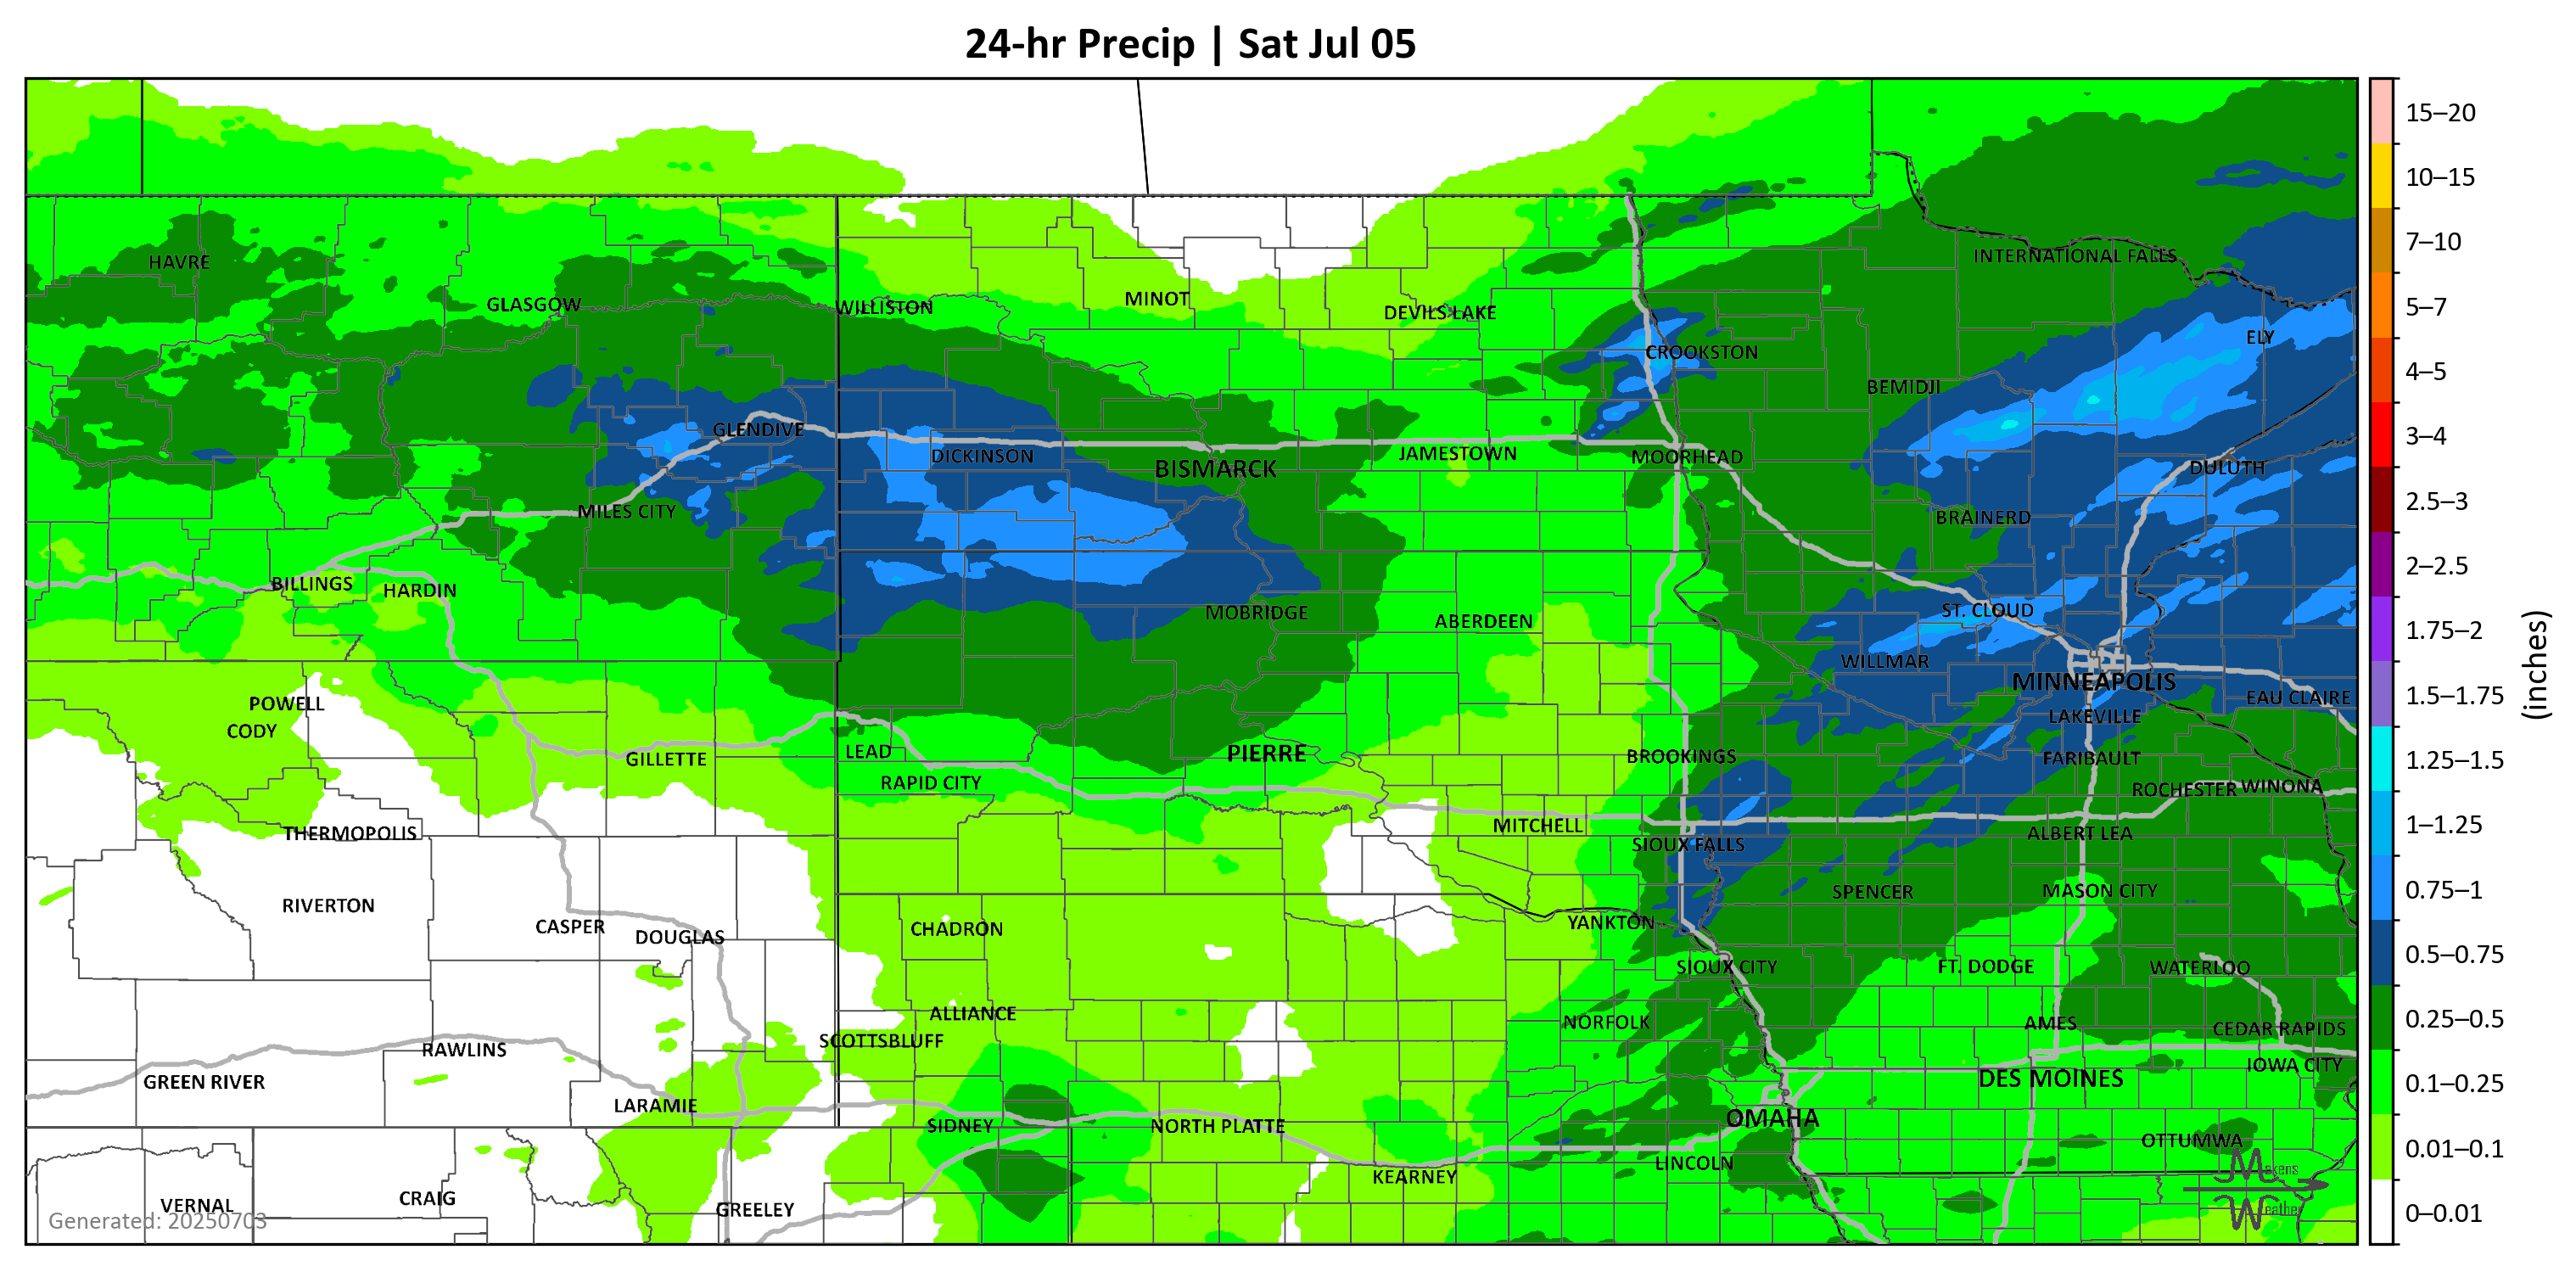 24-hr Precip | Sat Jul 05
15–20
10–15
7–10
5–7
4–5
3–4
2.5–3
2–2.5
1.75–2
1.5–1.75
1.25–1.5
1–1.25
0.75–1
0.5–0.75
0.25–0.5
0.1–0.25
0.01–0.1
0–0.01
(inches)
HAVRE
INTERNATIONAL FALLS
GLASGOW
WILLISTON
MINOT
DEVILS LAKE
ELY
CROOKSTON
BEMIDJI
GLENDIVE
DICKINSON
BISMARCK
JAMESTOWN
MOORHEAD
DULUTH
MILES CITY
BRAINERD
BILLINGS
HARDIN
MOBRIDGE
ABERDEEN
ST. CLOUD
WILLMAR
MINNEAPOLIS
POWELL
EAU CLAIRE
CODY
LAKEVILLE
GILLETTE
LEAD
PIERRE
BROOKINGS
FARIBAULT
RAPID CITY
ROCHESTER
WINONA
THERMOPOLIS
MITCHELL
ALBERT LEA
SIOUX FALLS
RIVERTON
SPENCER
MASON CITY
CASPER
DOUGLAS
CHADRON
YANKTON
SIOUX CITY
FT. DODGE
WATERLOO
ALLIANCE
NORFOLK
AMES
CEDAR RAPIDS
SCOTTSBLUFF
RAWLINS
IOWA CITY
GREEN RIVER
DES MOINES
LARAMIE
SIDNEY
NORTH PLATTE
OMAHA
OTTUMWA
LINCOLN
KEARNEY
VERNAL
CRAIG
GREELEY
Generated: 20250703
Makens
Weather